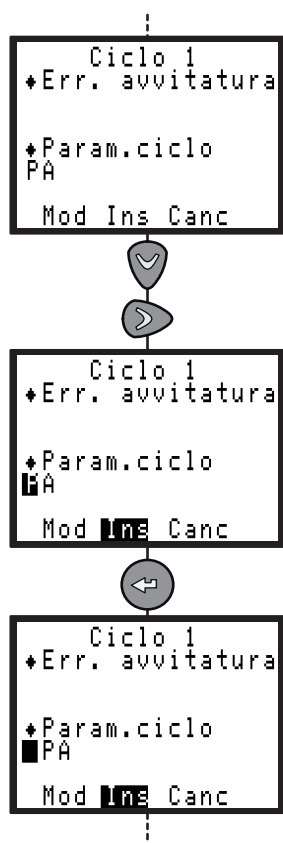 Ciclo 1
♦Err. avvitatura
♦Param.ciclo
PA
Mod Ins Canc
Ciclo 1
♦Err. avvitatura
♦Param.ciclo
PA
Mod Ins Canc
Ciclo 1
♦Err. avvitatura
♦Param.ciclo
PA
Mod Ins Canc